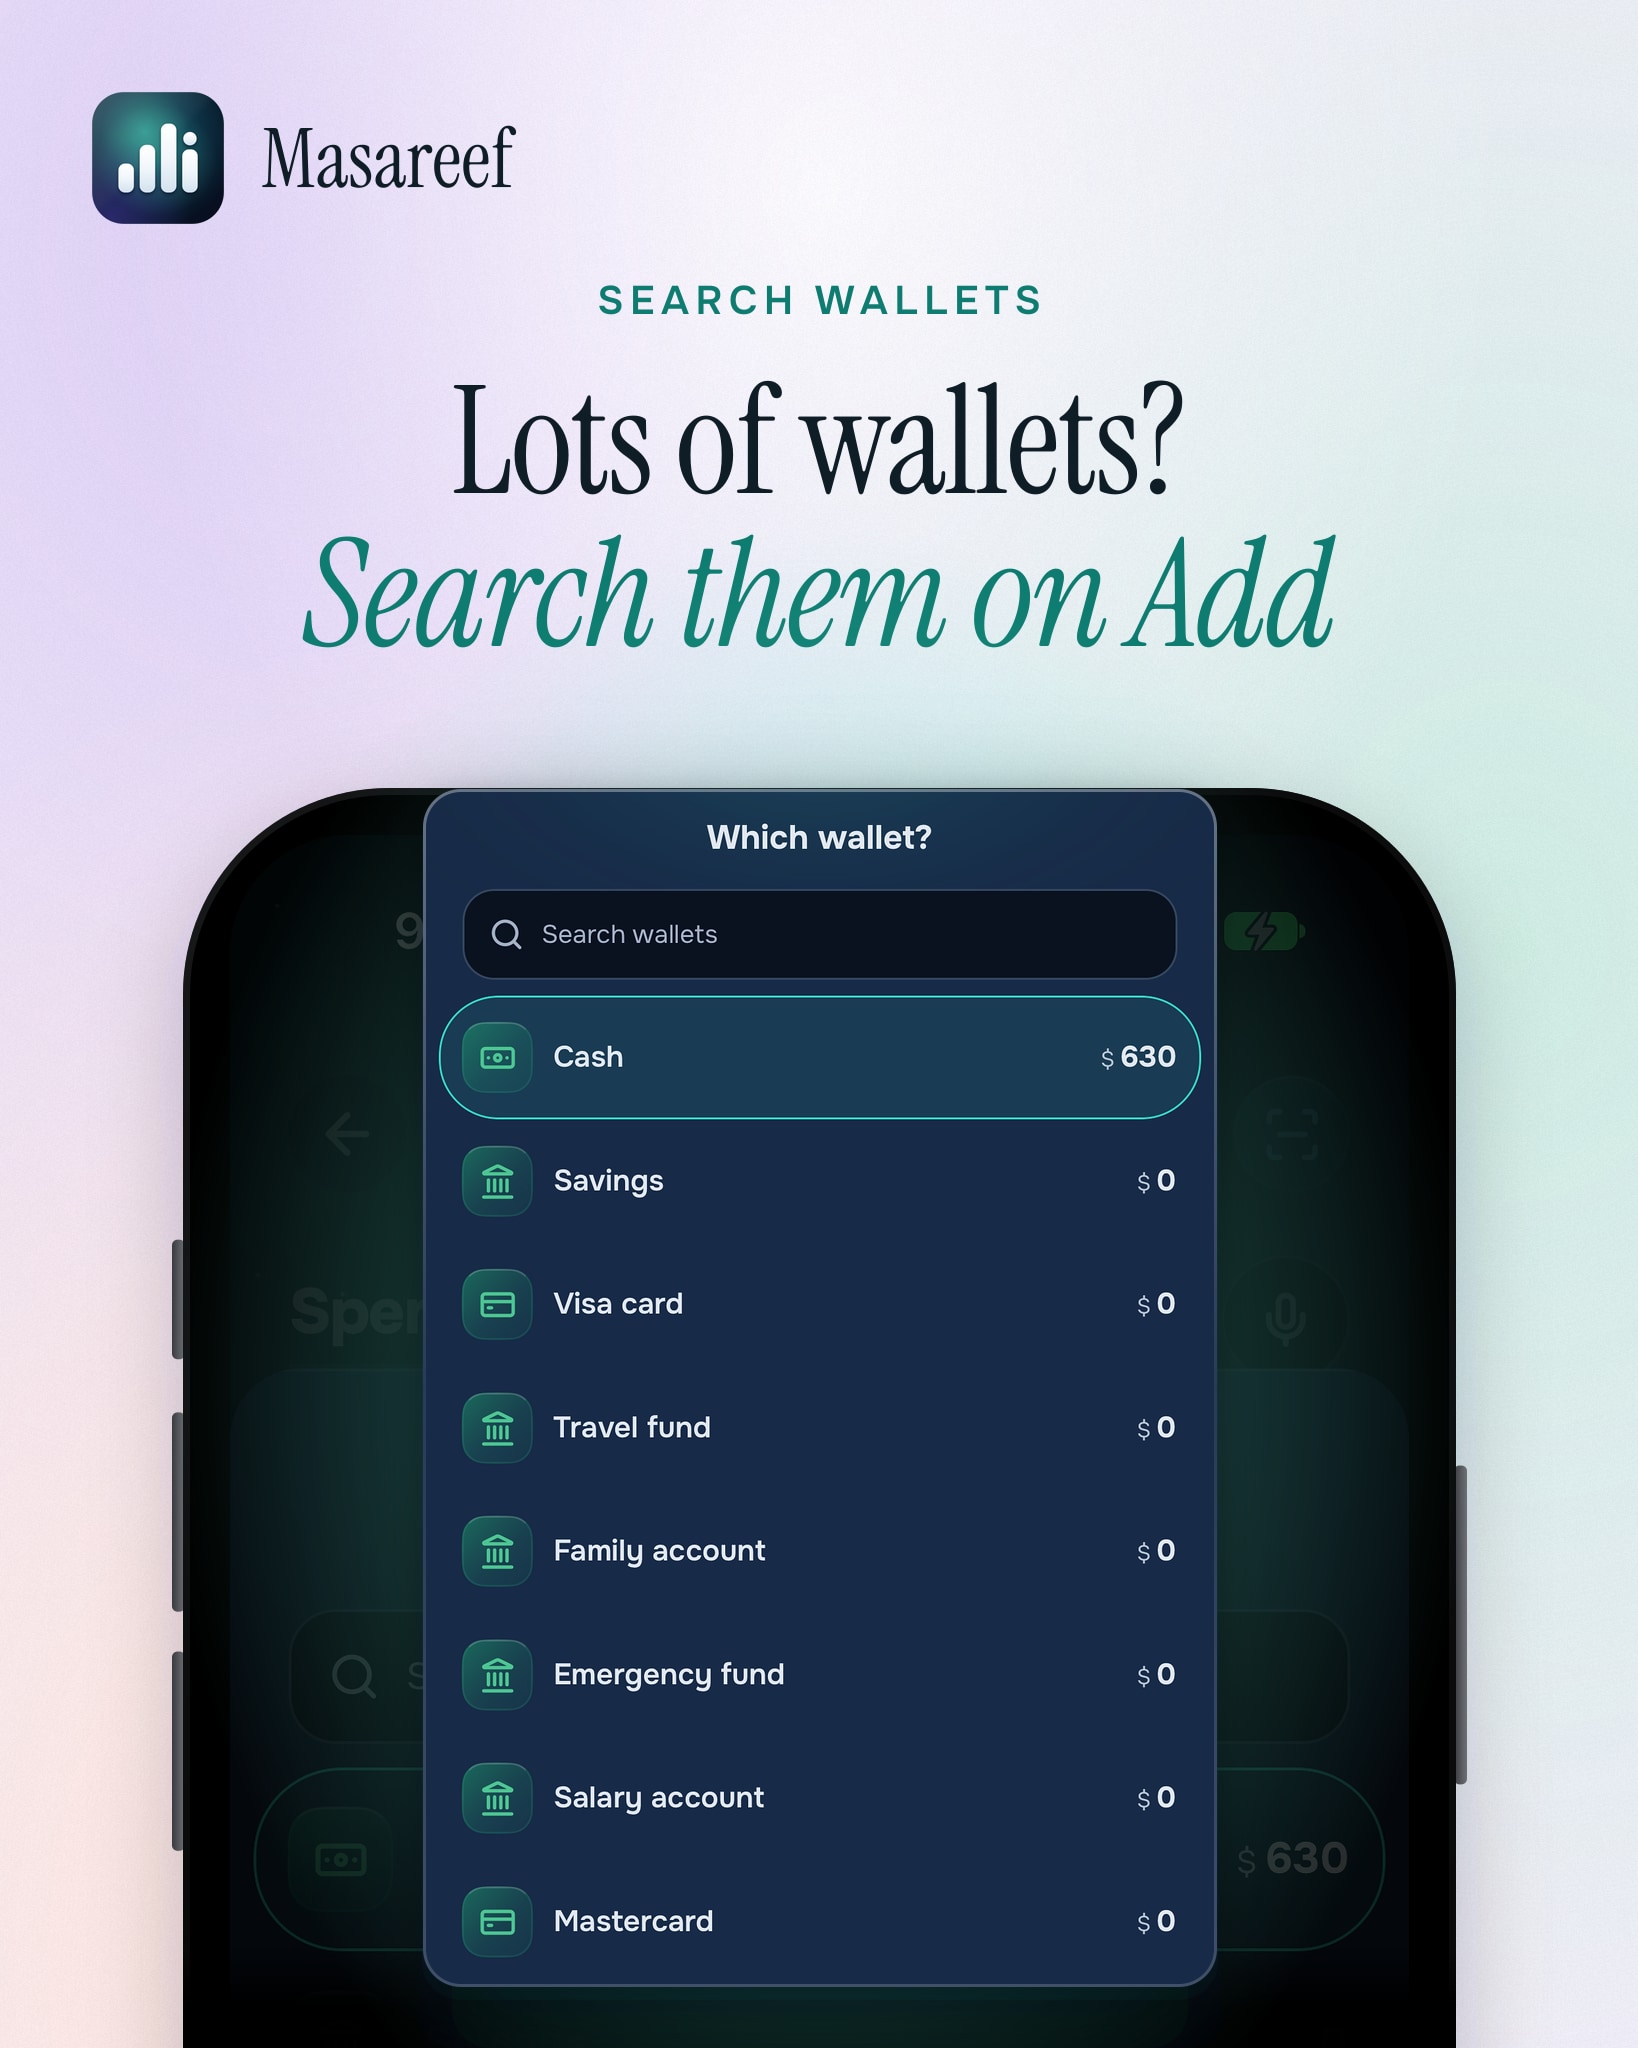 Masareef
SEARCH WALLETS
Lots of wallets?
Search them on Add
Which wallet?
Search wallets
Cash $ 630
Savings $ 0
Visa card $ 0
Travel fund $ 0
Family account $ 0
Emergency fund $ 0
Salary account $ 0
Mastercard $ 0
$ 630